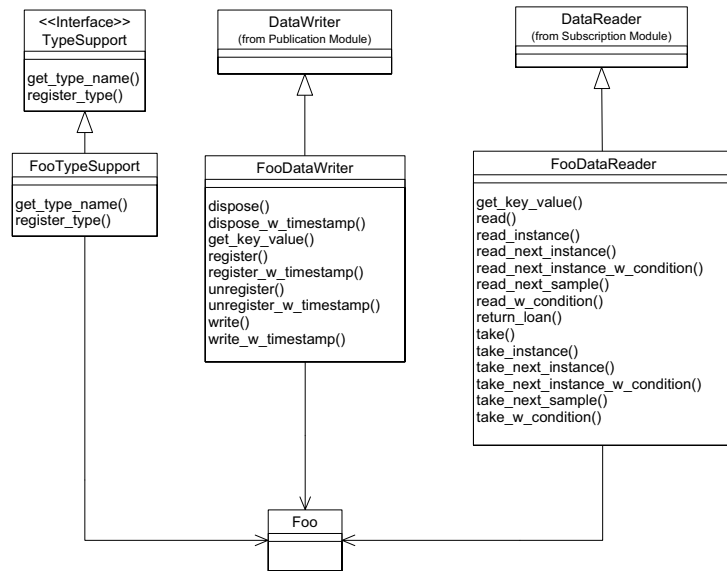 <<Interface>>
TypeSupport
get_type_name()
register_type()
DataWriter
(from Publication Module)
DataReader
(from Subscription Module)
FooTypeSupport
get_type_name()
register_type()
FooDataWriter
dispose()
dispose_w_timestamp()
get_key_value()
register()
register_w_timestamp()
unregister()
unregister_w_timestamp()
write()
write_w_timestamp()
FooDataReader
get_key_value()
read()
read_instance()
read_next_instance()
read_next_instance_w_condition()
read_next_sample()
read_w_condition()
return_loan()
take()
take_instance()
take_next_instance()
take_next_instance_w_condition()
take_next_sample()
take_w_condition()
Foo